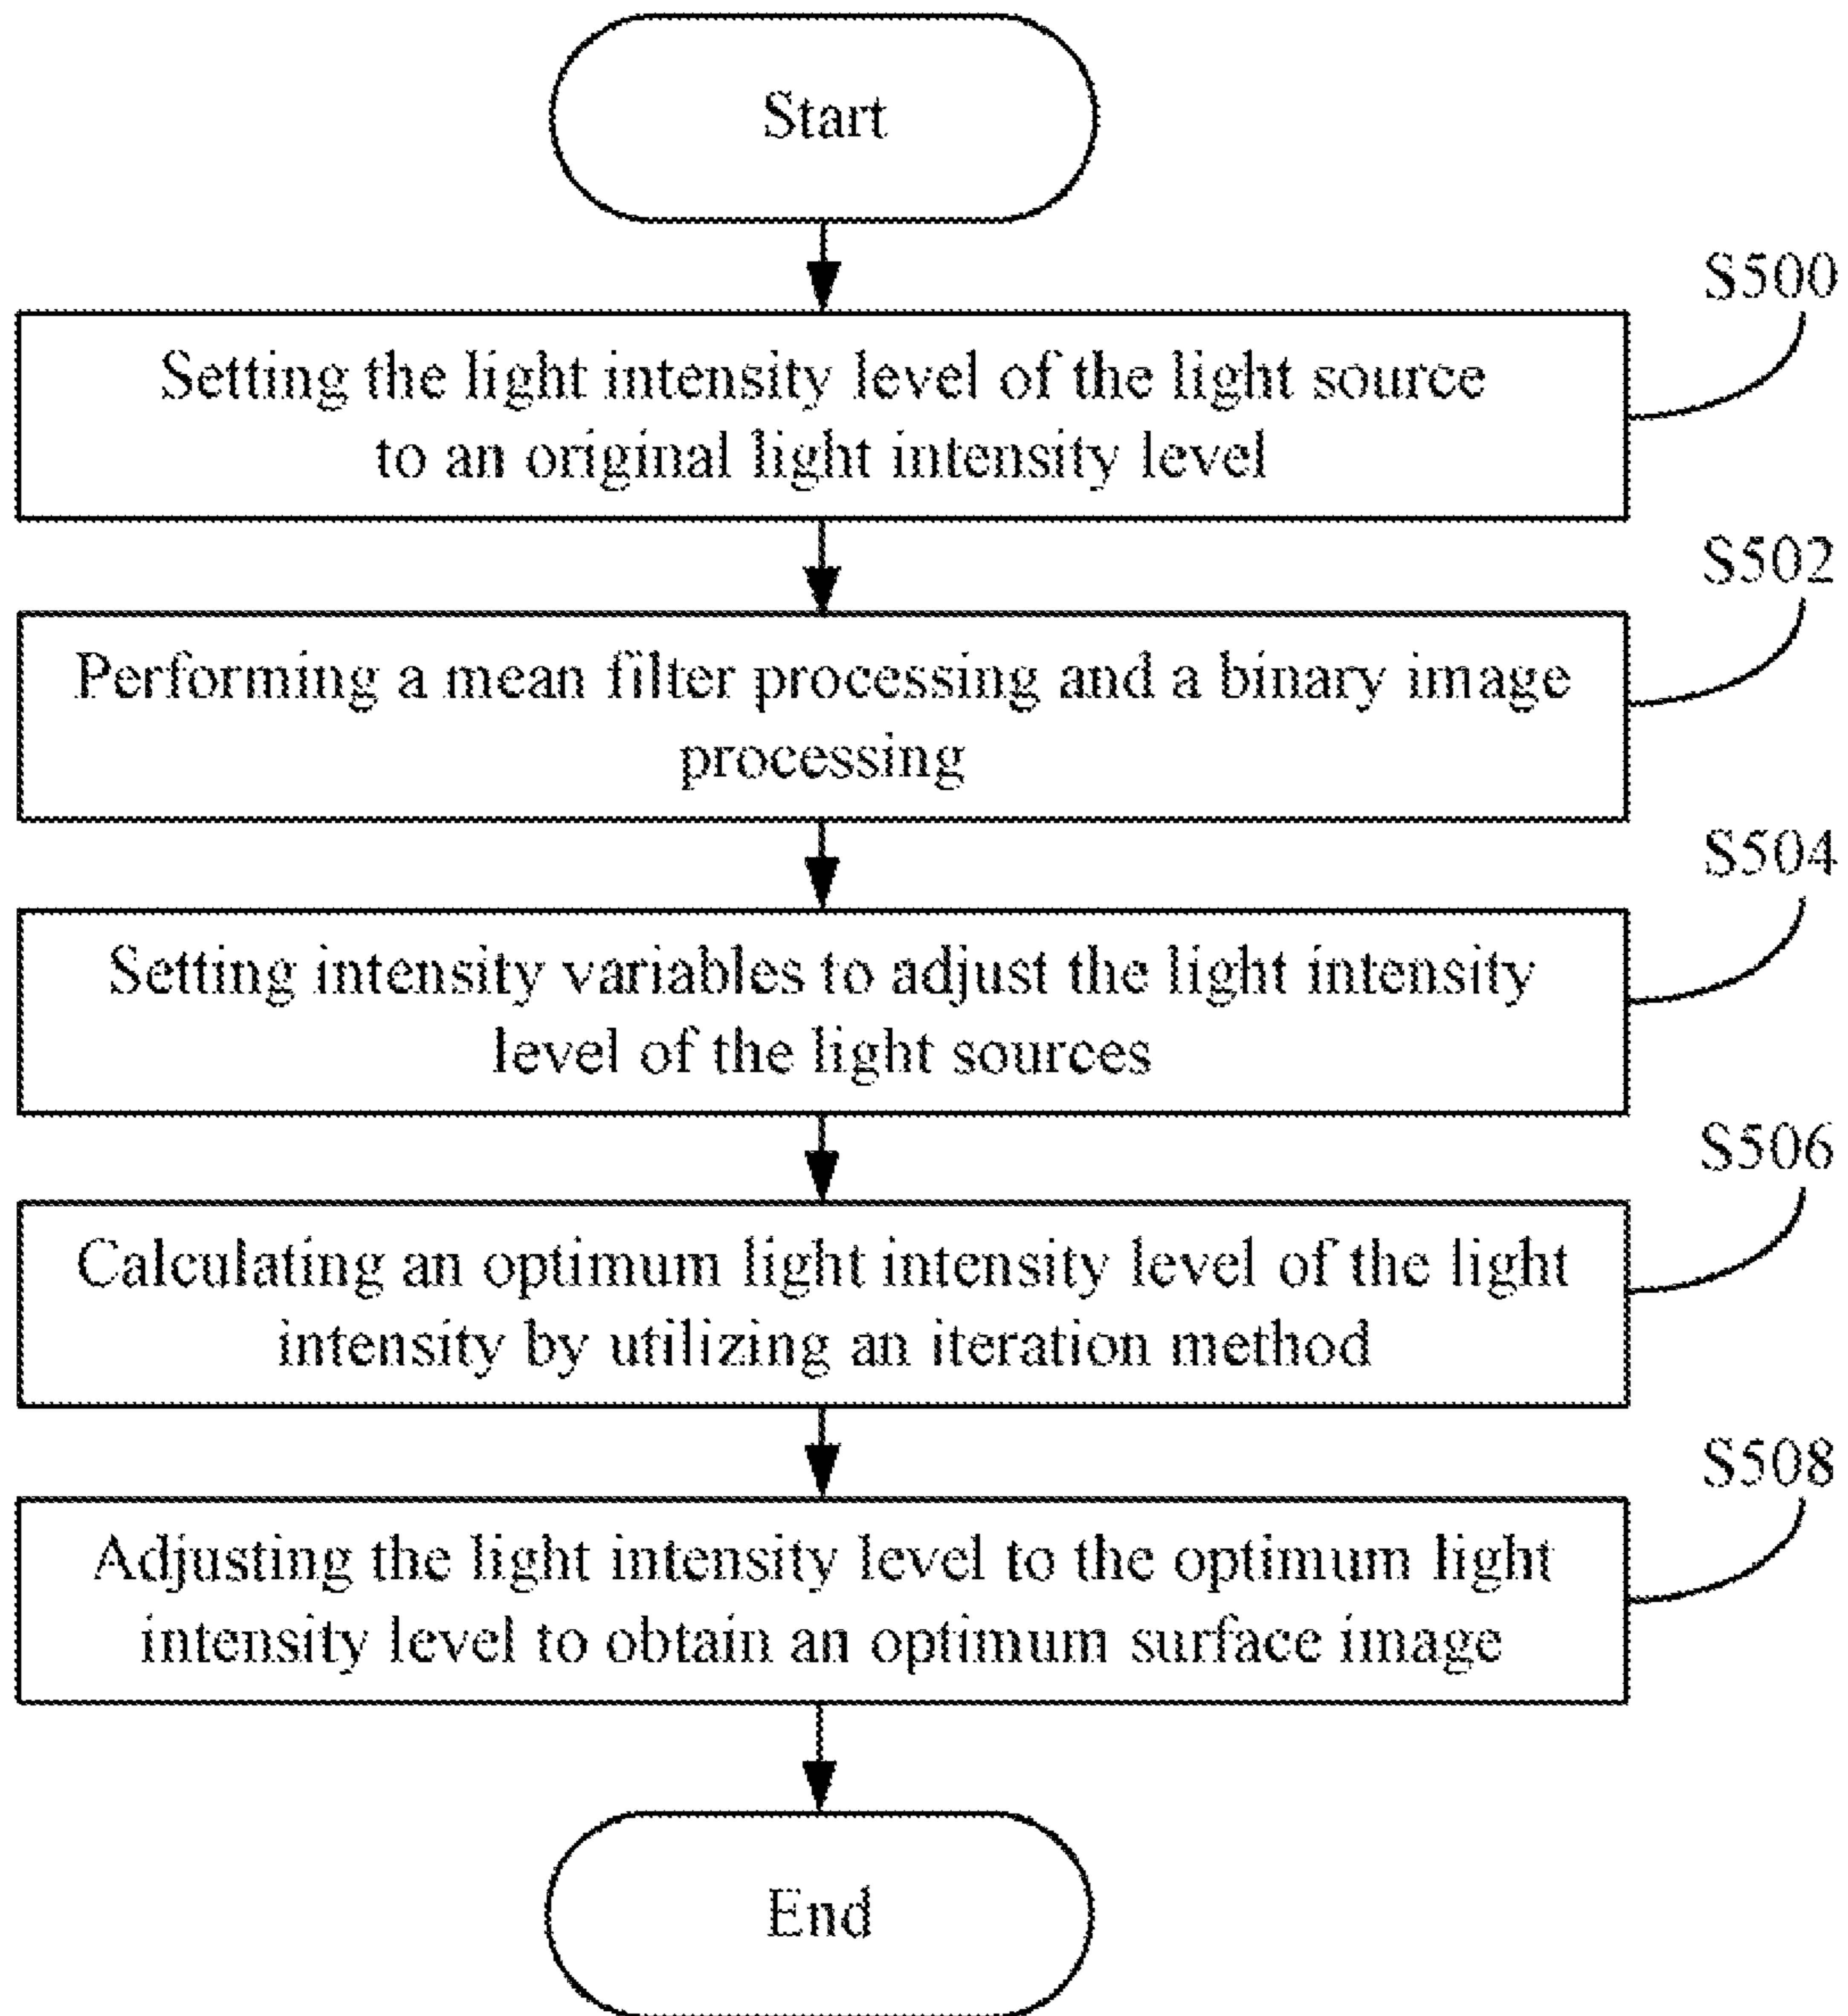 Start
S500
Setting the light intensity level of the light source
to an original light intensity level
S502
Performing a mean filter processing and a binary image
processing
S504
Setting intensity variables to adjust the light intensity
level of the light sources
S506
Calculating an optimum light intensity level of the light
intensity by utilizing an iteration method
S508
Adjusting the light intensity level to the optimum light
intensity level to obtain an optimum surface image
End